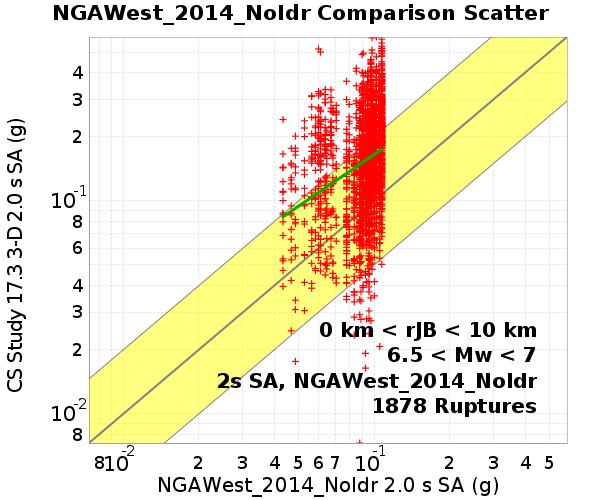 NGAWest_2014_NoIdr Comparison Scatter
CS Study 17.3 3-D 2.0 s SA (g)
4
3
2
10^-1
8
6
4
3
2
10^-2
8
0 km < rJB < 10 km
6.5 < Mw < 7
2s SA, NGAWest_2014_NoIdr
1878 Ruptures
8 10^-2 2 3 4 5 6 7 10^-1 2 3 4 5
NGAWest_2014_NoIdr 2.0 s SA (g)